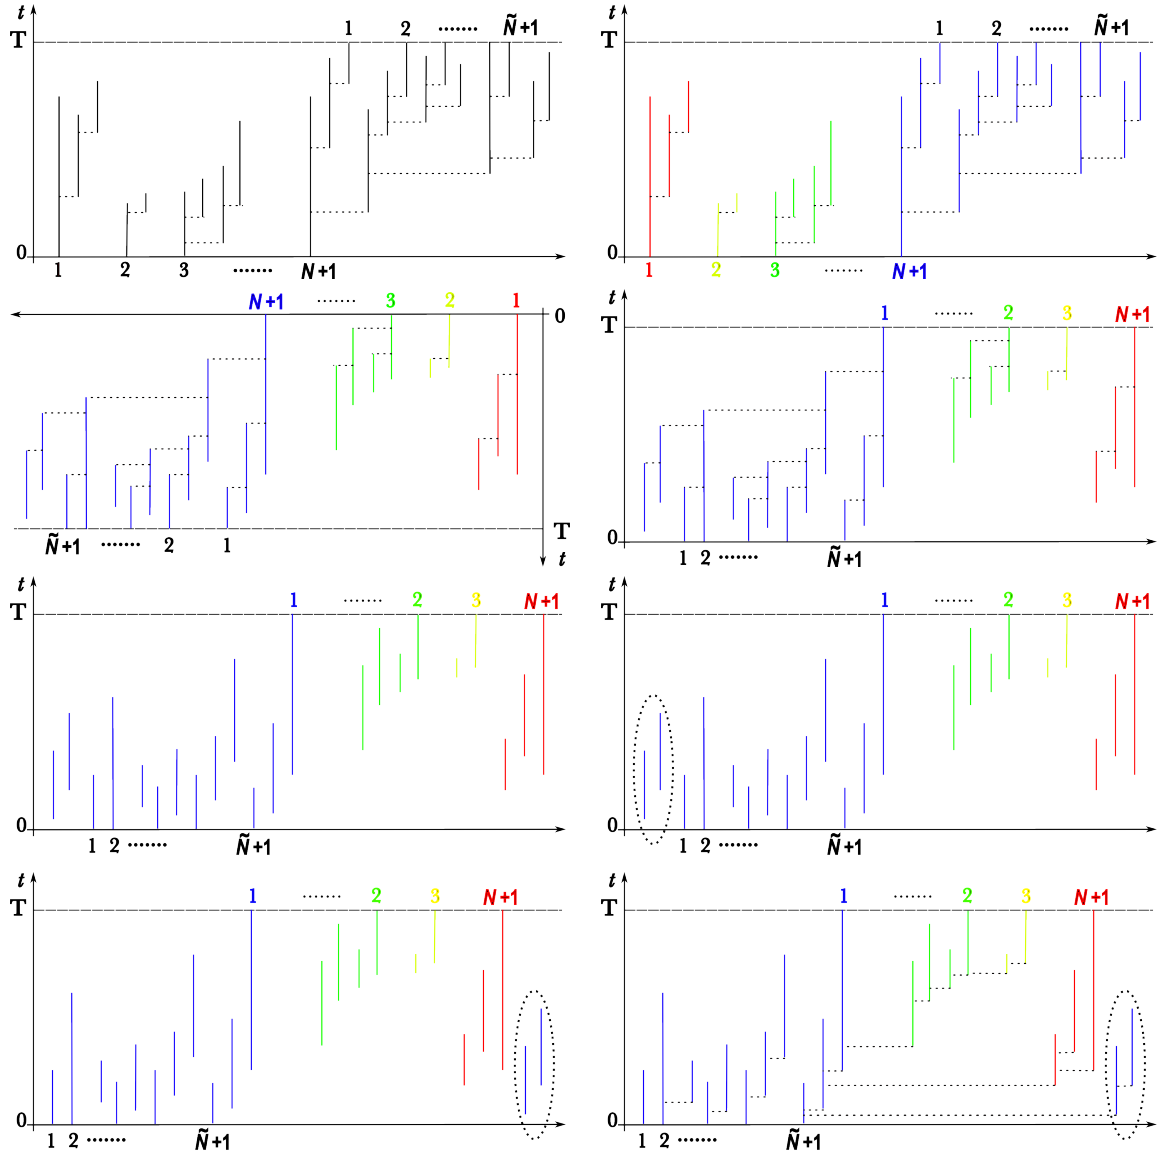 t
T
1 2 ........ Ñ+1
0
1 2 3 ........ N+1
t
T
1 2 ........ Ñ+1
0
1 2 3 ........ N+1
N+1 ........ 3 2 1
0
Ñ+1 ........ 2 1
T
t
t
T
1 ........ 2 3 N+1
0
1 2 ........ Ñ+1
t
T
1 ........ 2 3 N+1
0
1 2 ........ Ñ+1
t
T
1 ........ 2 3 N+1
0
1 2 ........ Ñ+1
t
T
1 ........ 2 3 N+1
0
1 2 ........ Ñ+1
t
T
1 ........ 2 3 N+1
0
1 2 ........ Ñ+1